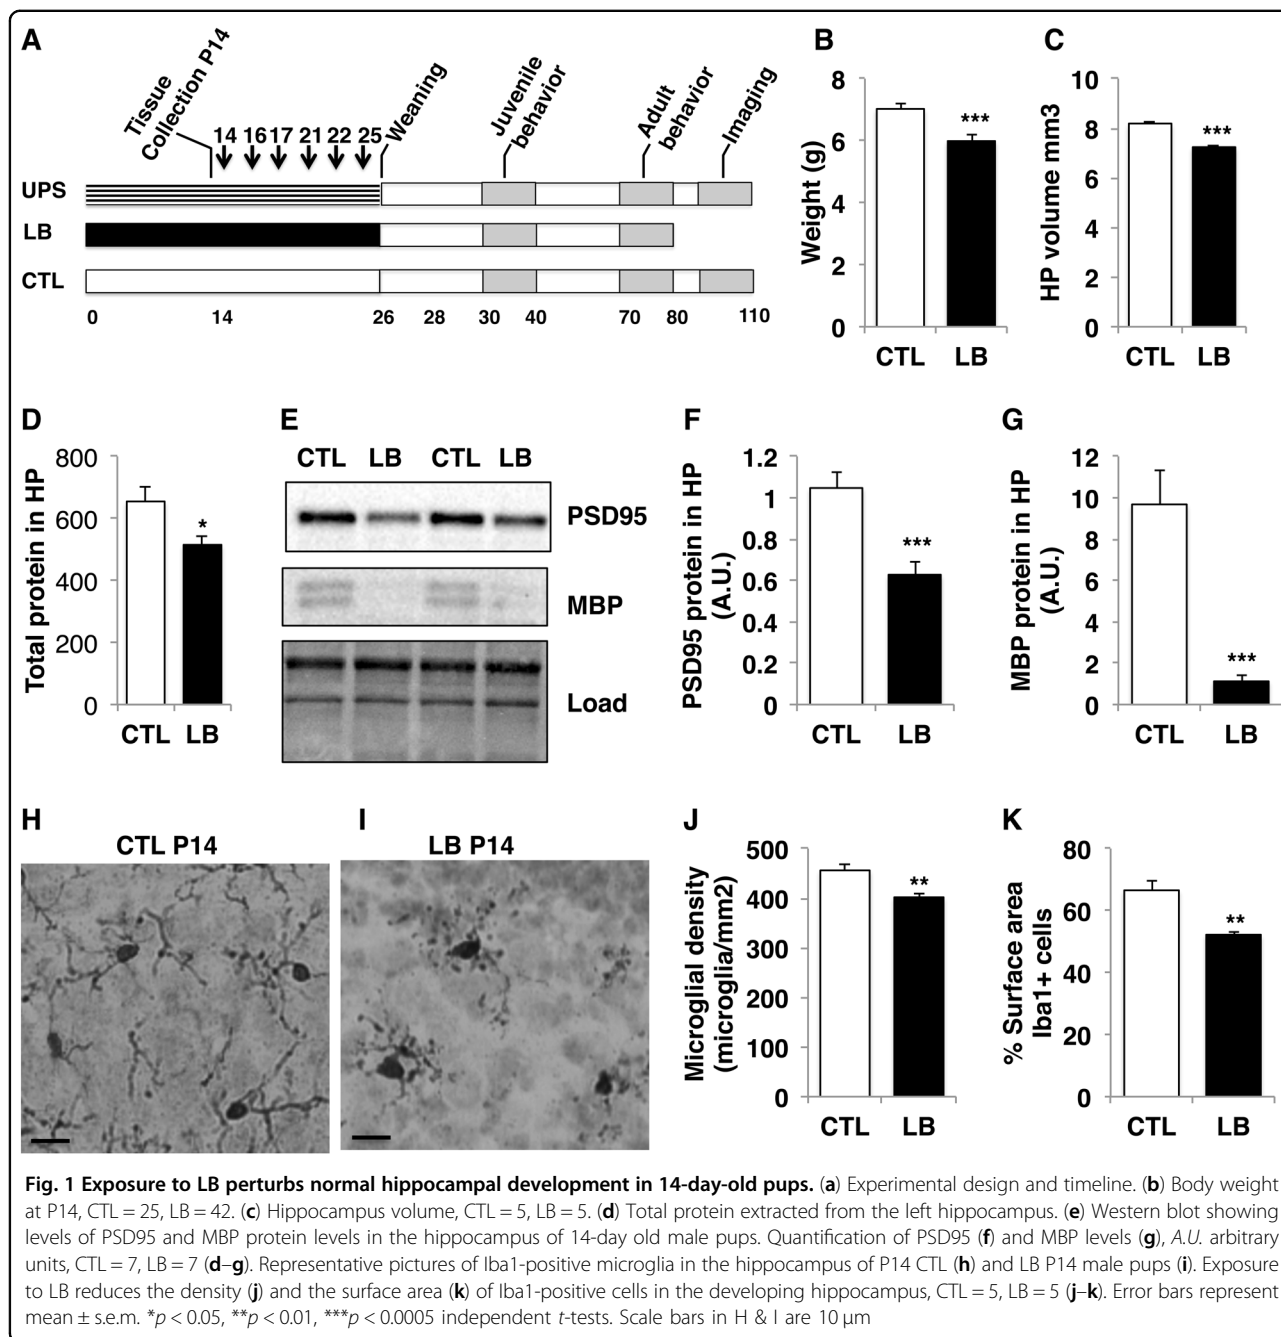 A
Tissue
Collection P14
14 16 17 21 22 25
Weaning
Juvenile
behavior
Adult
behavior
Imaging
UPS
LB
CTL
0 14 26 28 30 40 70 80 110
B
Weight (g)
10
8
6
4
2
0
***
CTL LB
C
HP volume mm3
10
8
6
4
2
0
***
CTL LB
D
Total protein in HP
800
600
400
200
0
*
CTL LB
E
CTL LB CTL LB
PSD95
MBP
Load
F
PSD95 protein in HP
(A.U.)
1.2
1
0.8
0.6
0.4
0.2
0
***
CTL LB
G
MBP protein in HP
(A.U.)
12
10
8
6
4
2
0
***
CTL LB
H
CTL P14
I
LB P14
J
Microglial density
(microglia/mm2)
500
400
300
200
100
0
**
CTL LB
K
% Surface area
Iba1+ cells
80
60
40
20
0
**
CTL LB
Fig. 1 Exposure to LB perturbs normal hippocampal development in 14-day-old pups. (a) Experimental design and timeline. (b) Body weight
at P14, CTL = 25, LB = 42. (c) Hippocampus volume, CTL = 5, LB = 5. (d) Total protein extracted from the left hippocampus. (e) Western blot showing
levels of PSD95 and MBP protein levels in the hippocampus of 14-day old male pups. Quantification of PSD95 (f) and MBP levels (g), A.U. arbitrary
units, CTL = 7, LB = 7 (d–g). Representative pictures of Iba1-positive microglia in the hippocampus of P14 CTL (h) and LB P14 male pups (i). Exposure
to LB reduces the density (j) and the surface area (k) of Iba1-positive cells in the developing hippocampus, CTL = 5, LB = 5 (j–k). Error bars represent
mean ± s.e.m. *p < 0.05, **p < 0.01, ***p < 0.0005 independent t-tests. Scale bars in H & I are 10 µm